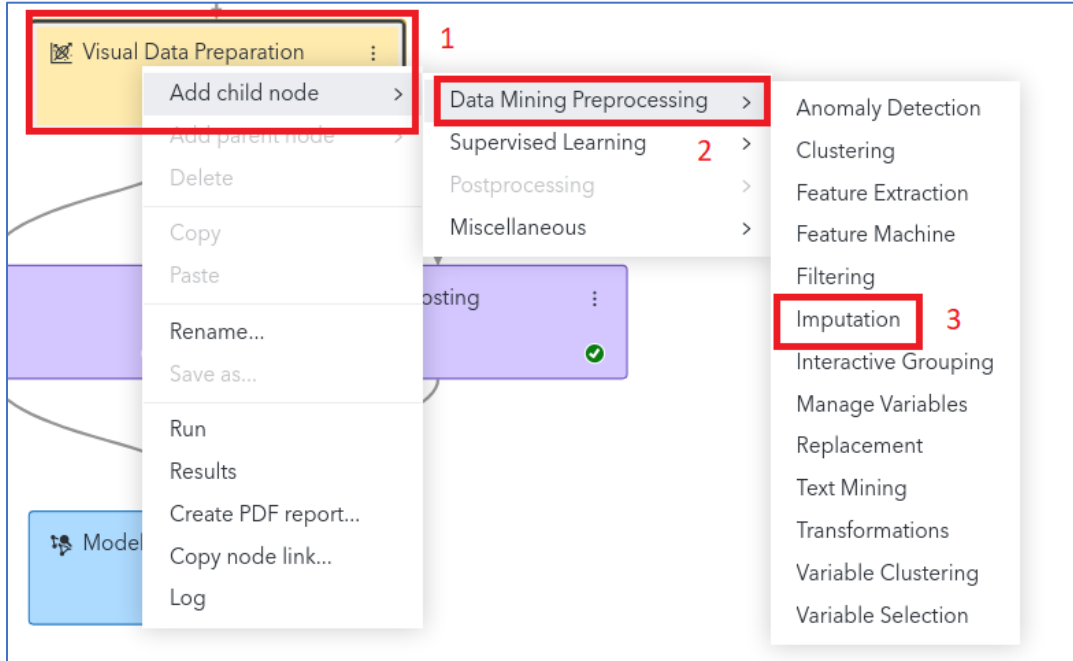 Visual Data Preparation
1
Add child node
Add parent node
Delete
Copy
Paste
Rename...
Save as...
Run
Results
Create PDF report...
Copy node link...
Log
Data Mining Preprocessing
Supervised Learning
2
Postprocessing
Miscellaneous
Anomaly Detection
Clustering
Feature Extraction
Feature Machine
Filtering
Imputation
3
Interactive Grouping
Manage Variables
Replacement
Text Mining
Transformations
Variable Clustering
Variable Selection
osting
Model